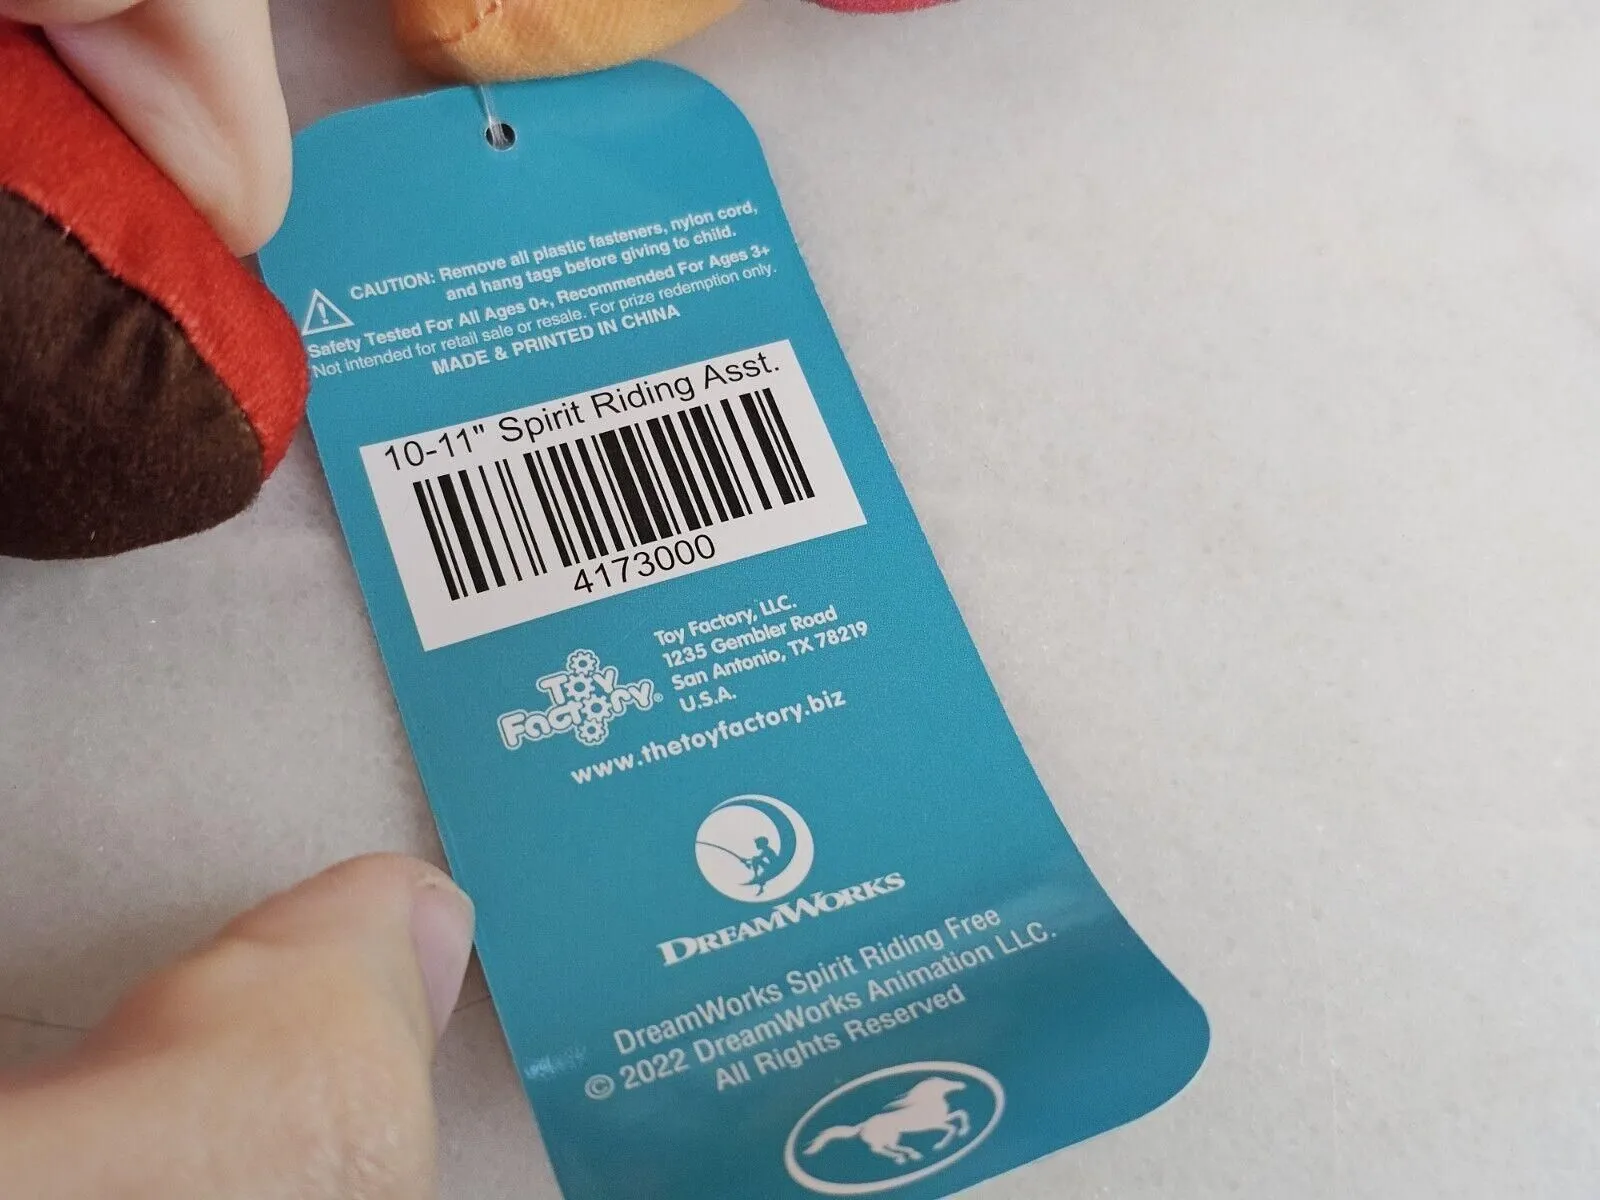 CAUTION: Remove all plastic fasteners, nylon cord,
and hang tags before giving to child.
Safety Tested For All Ages 0+, Recommended For Ages 3+
Not intended for retail sale or resale. For prize redemption only.
MADE & PRINTED IN CHINA
10-11" Spirit Riding Asst.
4173000
Toy Factory®
Toy Factory, LLC.
1235 Gembler Road
San Antonio, TX 78219
U.S.A.
www.thetoyfactory.biz
DREAMWORKS
DreamWorks Spirit Riding Free
© 2022 DreamWorks Animation LLC.
All Rights Reserved